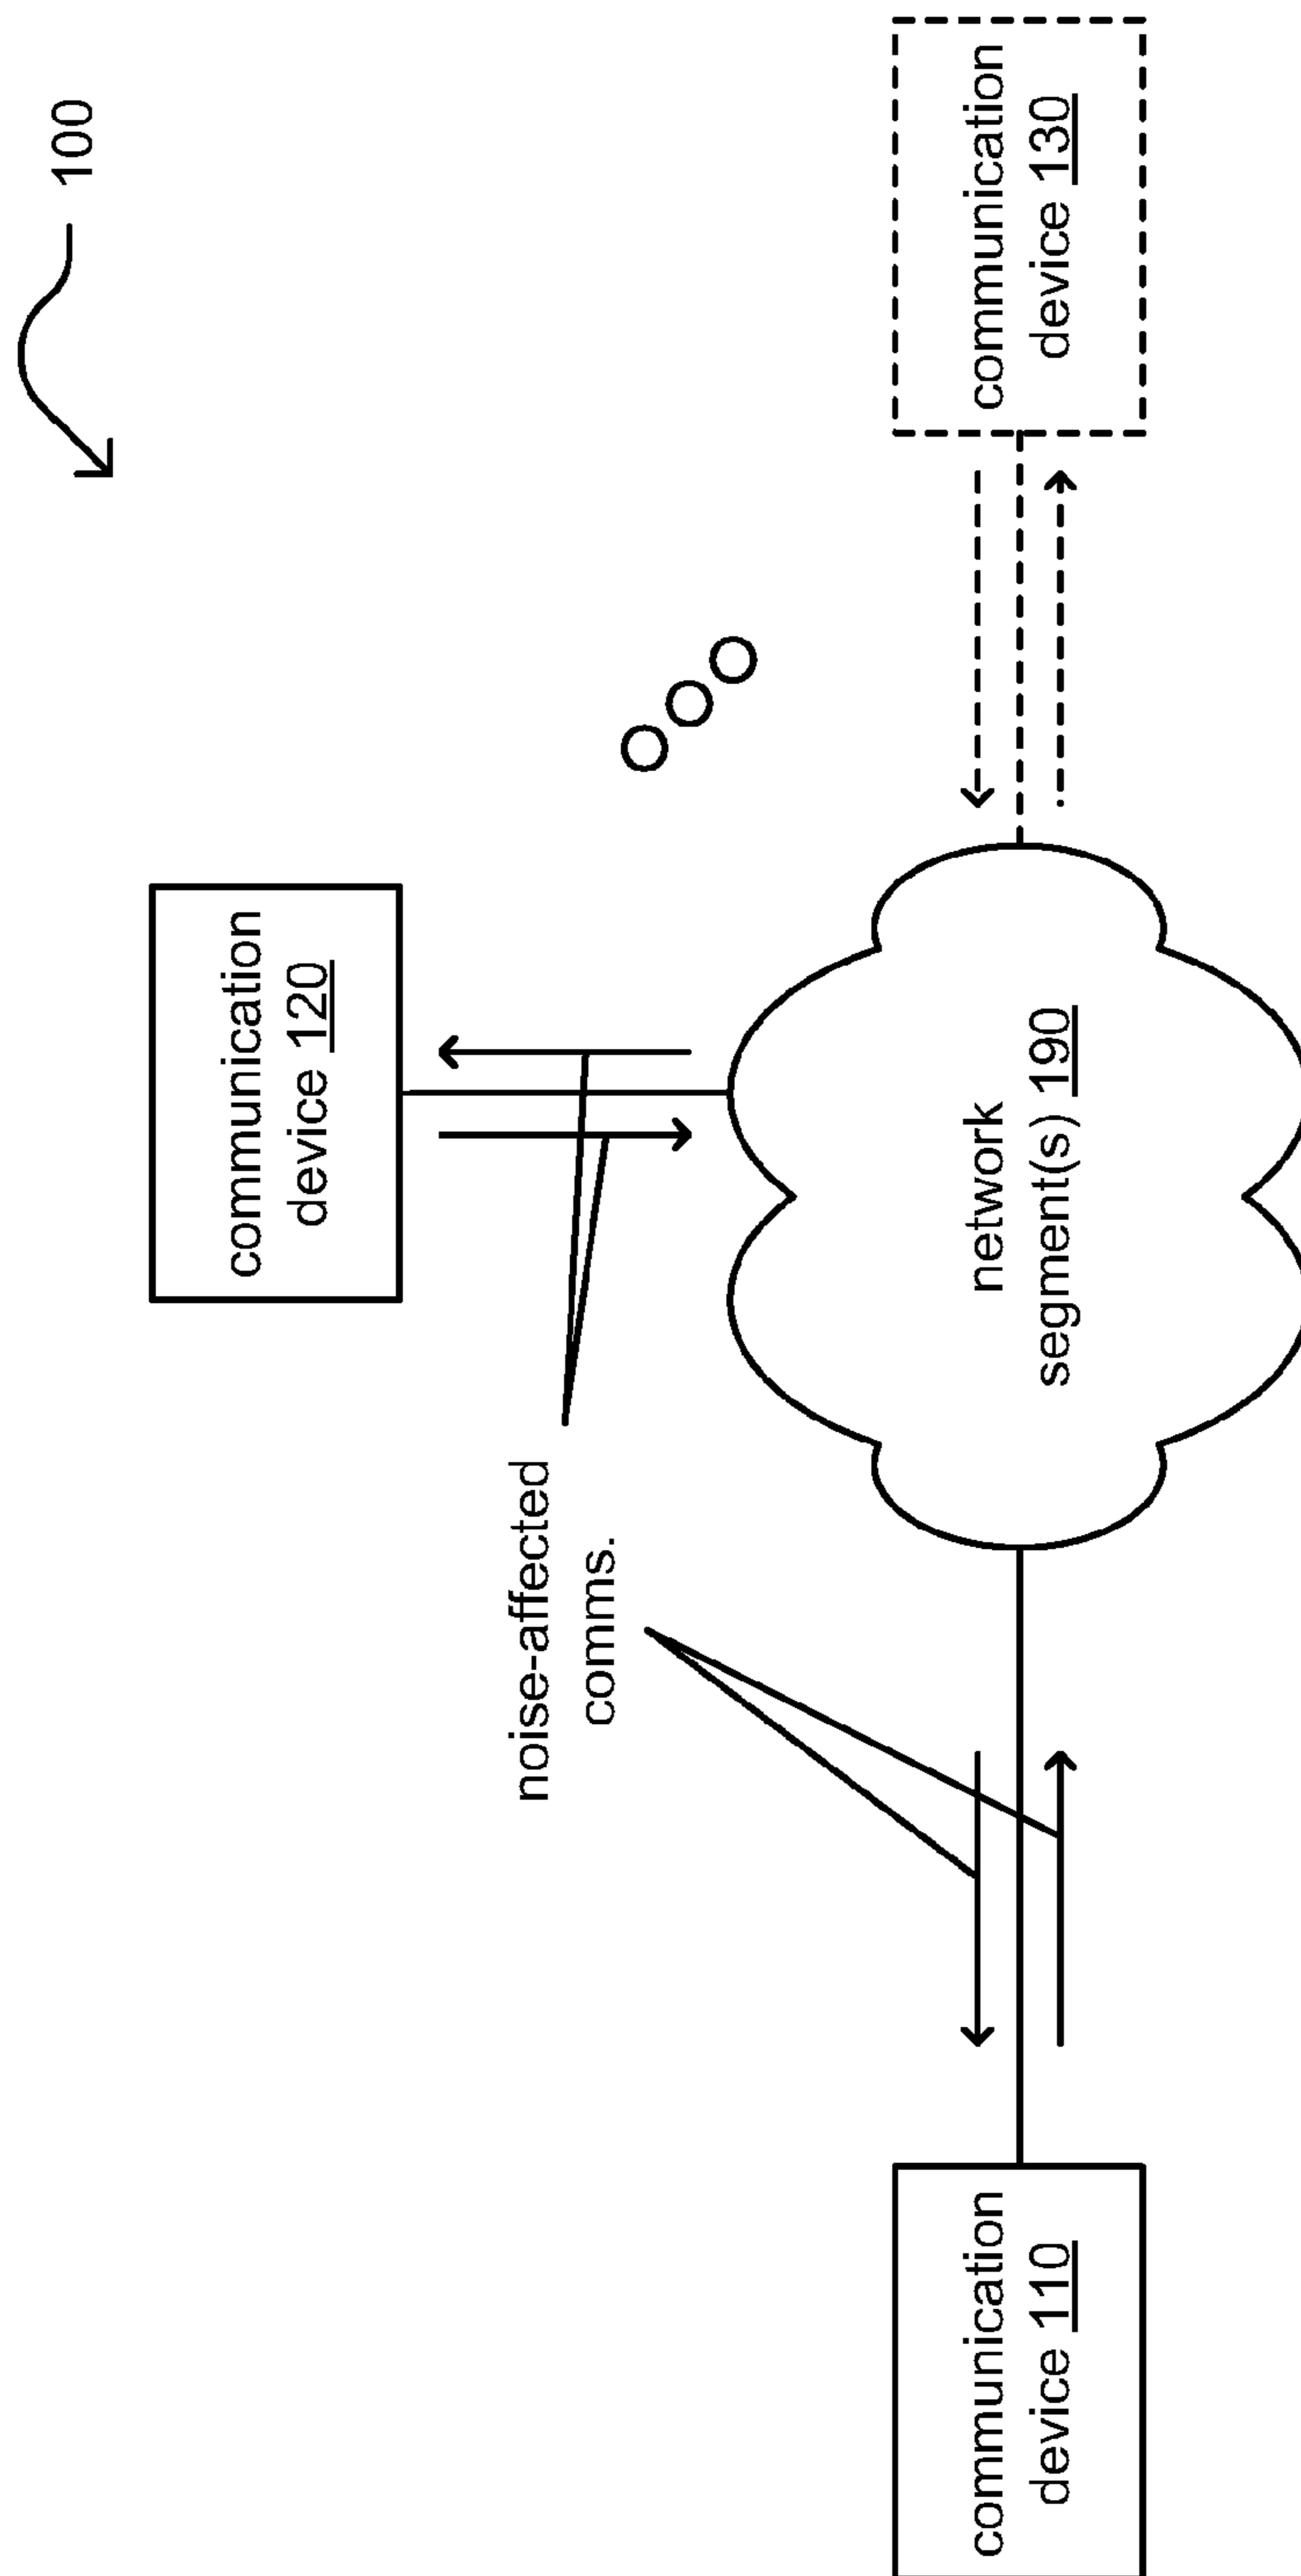 100
communication
device 120
noise-affected
comms.
communication
device 110
network
segment(s) 190
communication
device 130